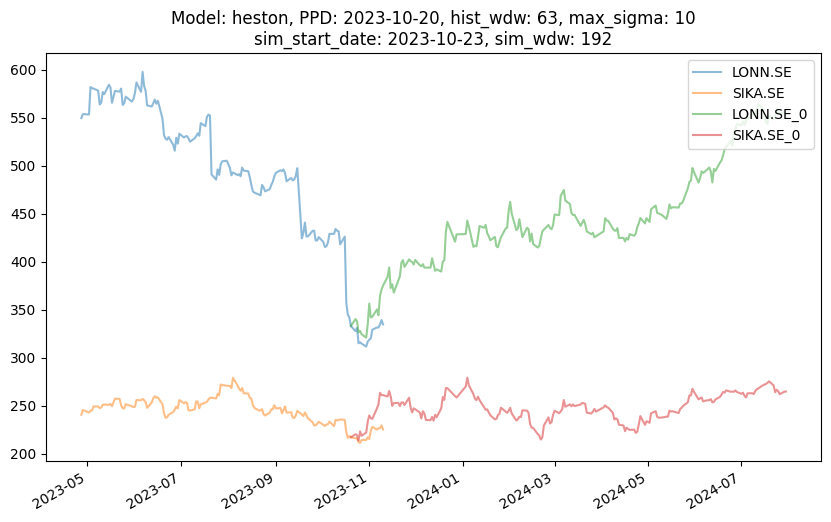 Model: heston, PPD: 2023-10-20, hist_wdw: 63, max_sigma: 10
sim_start_date: 2023-10-23, sim_wdw: 192
600
550
500
450
400
350
300
250
200
LONN.SE
SIKA.SE
LONN.SE_0
SIKA.SE_0
2023-05
2023-07
2023-09
2023-11
2024-01
2024-03
2024-05
2024-07